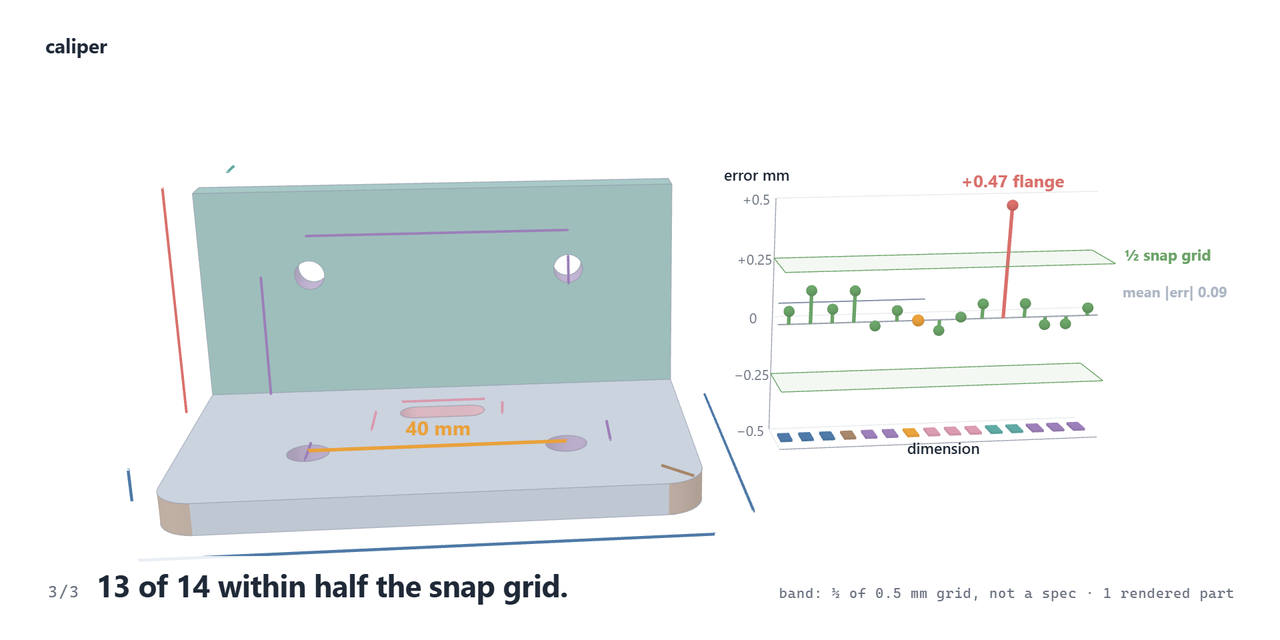 caliper
error mm
+0.47 flange
+0.5
½ snap grid
+0.25
mean |err| 0.09
0
−0.25
40 mm
−0.5
dimension
3/3 13 of 14 within half the snap grid.
band: ½ of 0.5 mm grid, not a spec · 1 rendered part